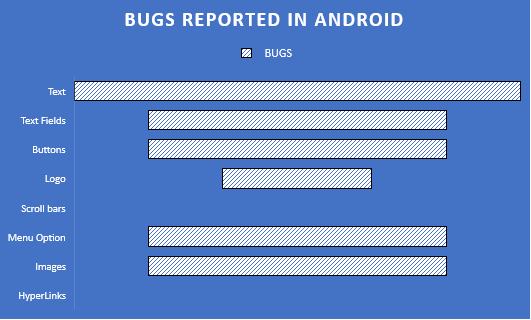 BUGS REPORTED IN ANDROID
BUGS
Text
Text Fields
Buttons
Logo
Scroll bars
Menu Option
Images
HyperLinks